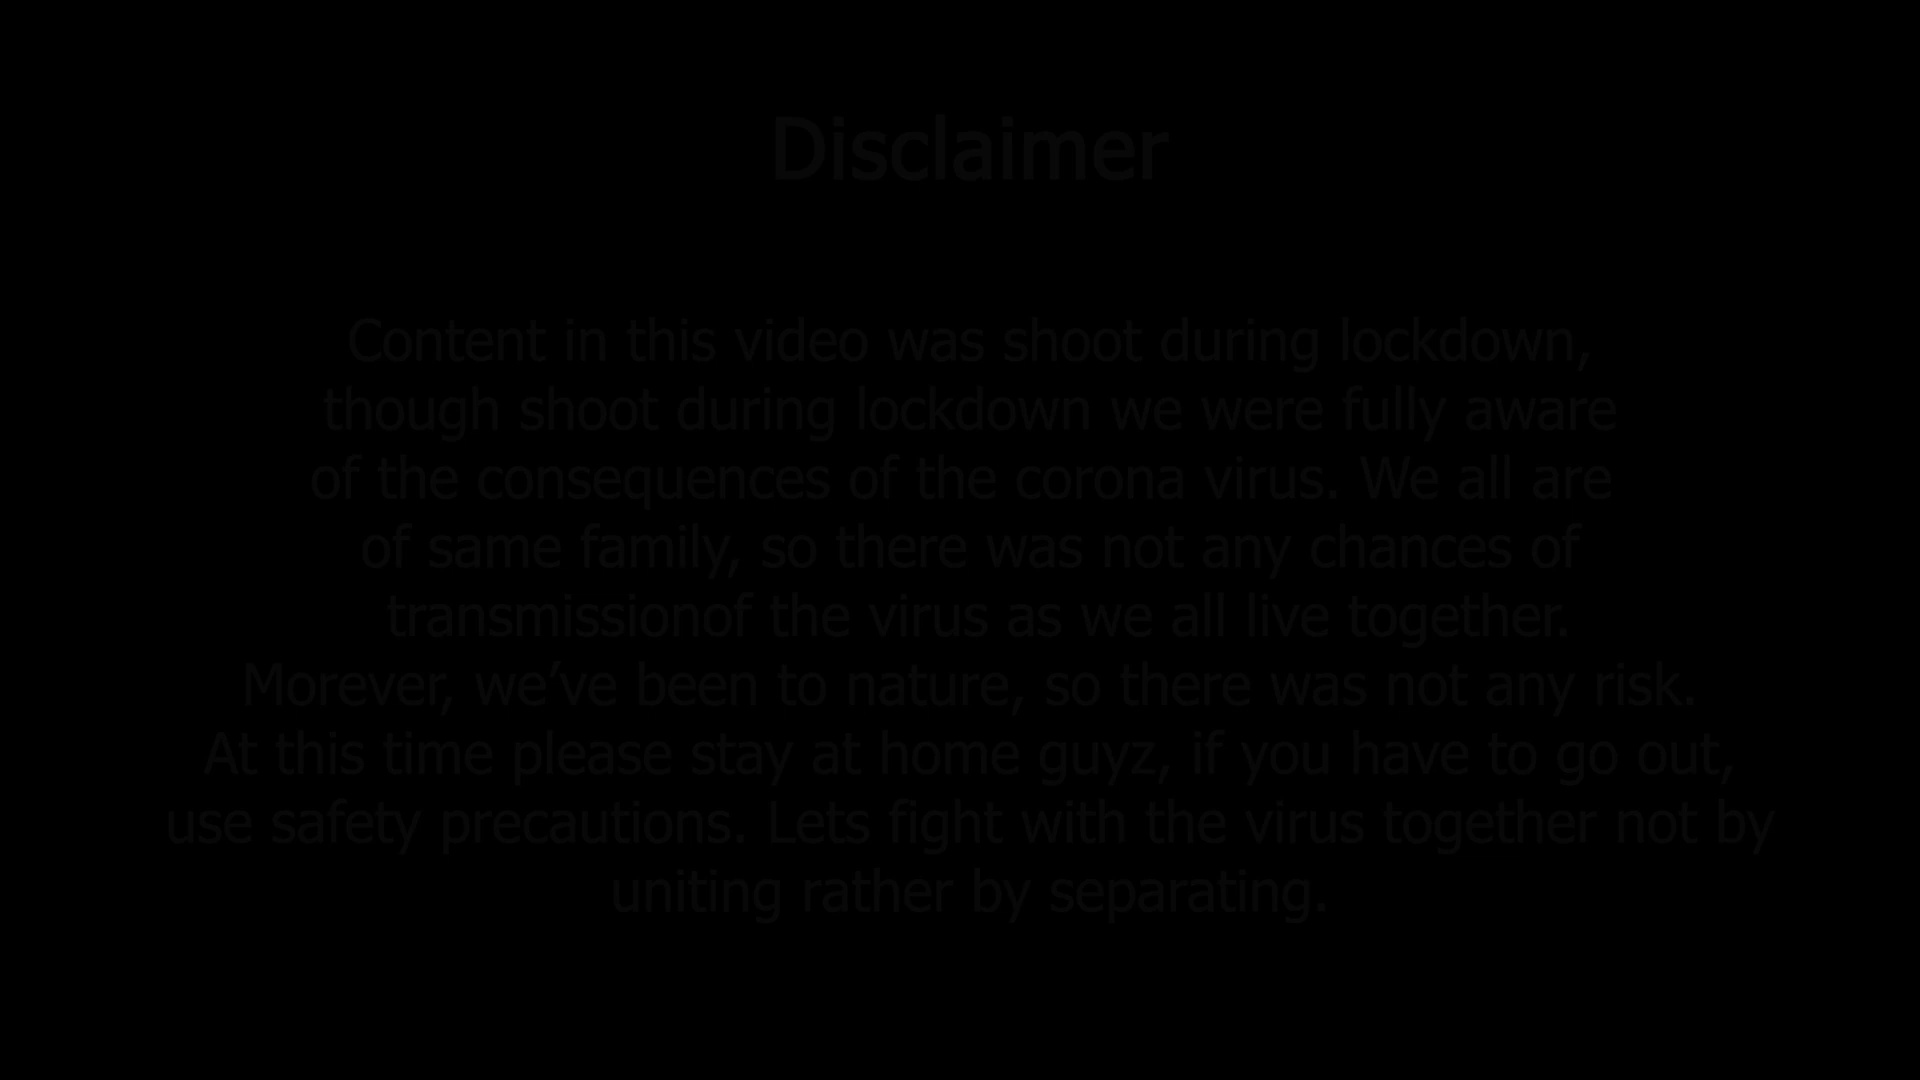 Disclaimer
Content in this video was shoot during lockdown,
though shoot during lockdown we were fully aware
of the consequences of the corona virus. We all are
of same family, so there was not any chances of
transmissionof the virus as we all live together.
Morever, we’ve been to nature, so there was not any risk.
At this time please stay at home guyz, if you have to go out,
use safety precautions. Lets fight with the virus together not by
uniting rather by separating.